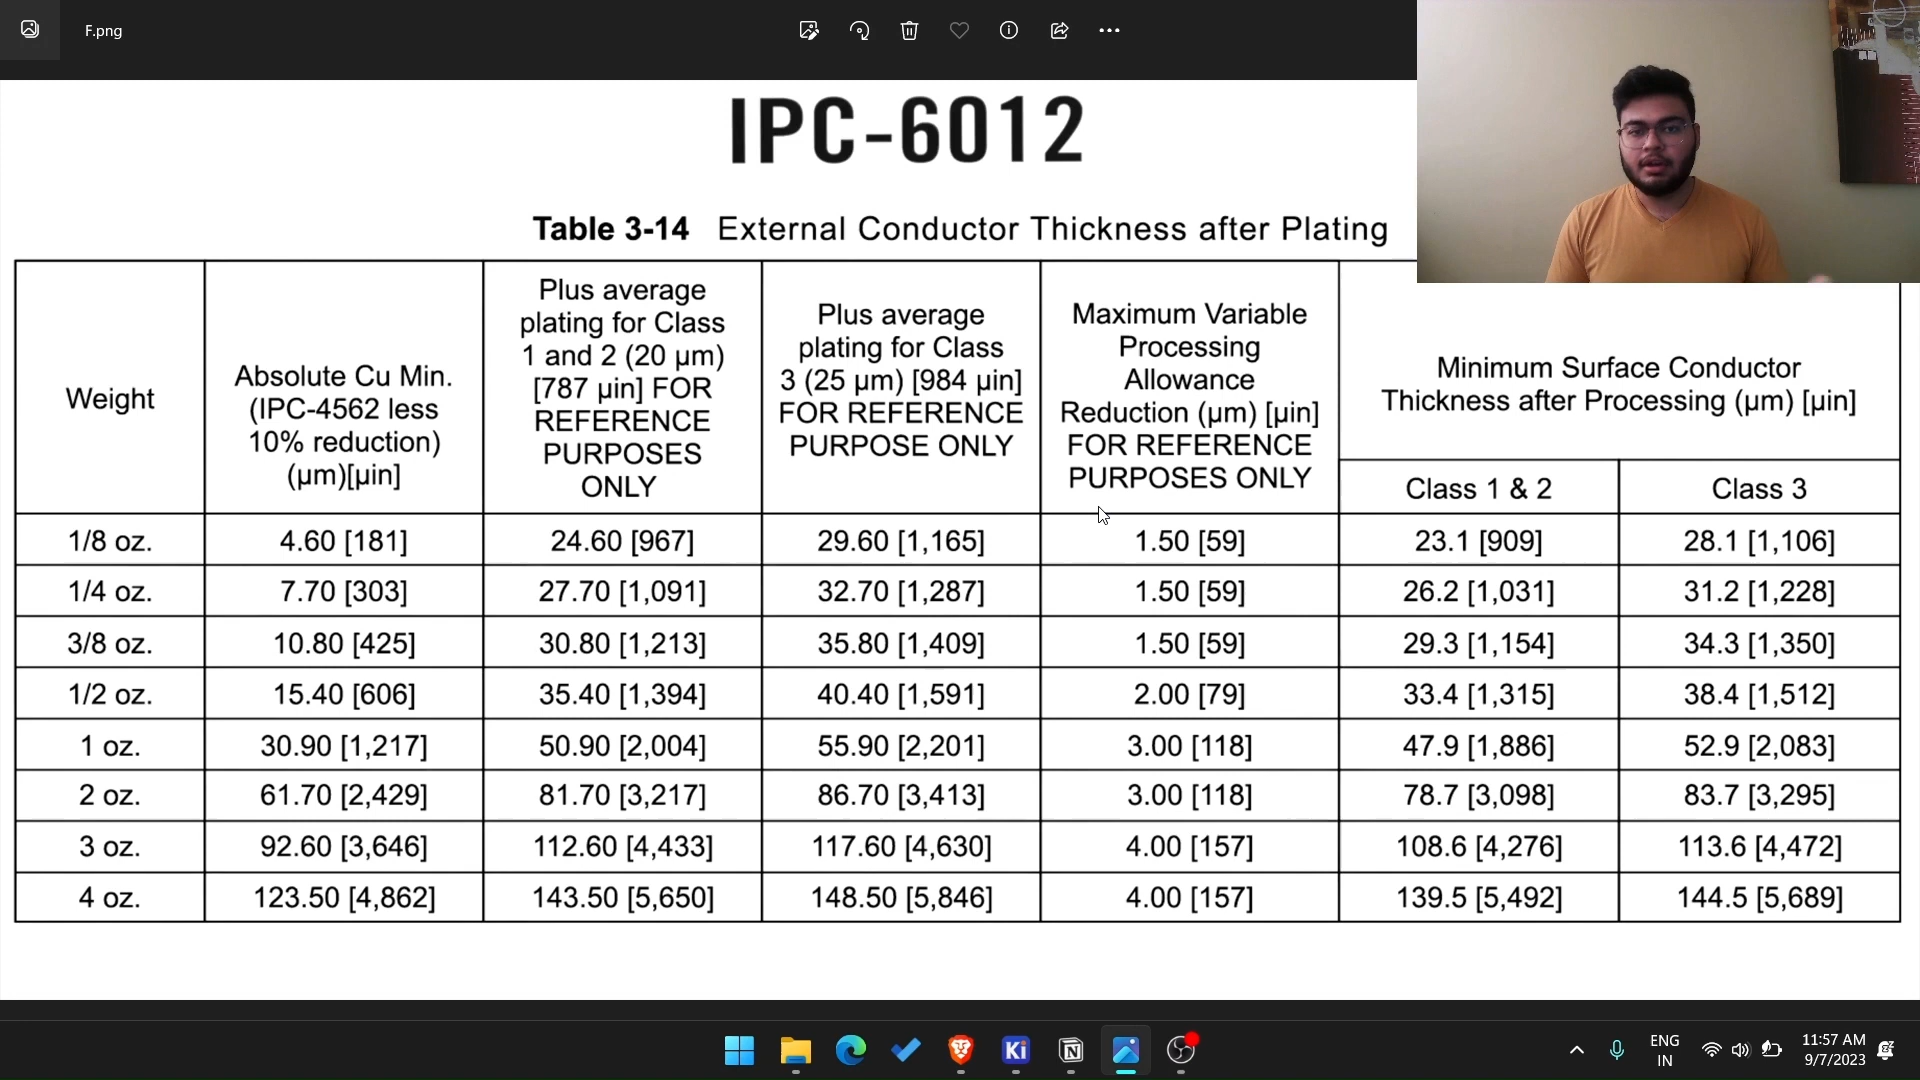 F.png
IPC-6012
Table 3-14 External Conductor Thickness after Plating
Weight
Absolute Cu Min.
(IPC-4562 less
10% reduction)
(µm)[µin]
Plus average
plating for Class
1 and 2 (20 µm)
[787 µin] FOR
REFERENCE
PURPOSES
ONLY
Plus average
plating for Class
3 (25 µm) [984 µin]
FOR REFERENCE
PURPOSE ONLY
Maximum Variable
Processing
Allowance
Reduction (µm) [µin]
FOR REFERENCE
PURPOSES ONLY
Minimum Surface Conductor
Thickness after Processing (µm) [µin]
Class 1 & 2 Class 3
1/8 oz. 4.60 [181] 24.60 [967] 29.60 [1,165] 1.50 [59] 23.1 [909] 28.1 [1,106]
1/4 oz. 7.70 [303] 27.70 [1,091] 32.70 [1,287] 1.50 [59] 26.2 [1,031] 31.2 [1,228]
3/8 oz. 10.80 [425] 30.80 [1,213] 35.80 [1,409] 1.50 [59] 29.3 [1,154] 34.3 [1,350]
1/2 oz. 15.40 [606] 35.40 [1,394] 40.40 [1,591] 2.00 [79] 33.4 [1,315] 38.4 [1,512]
1 oz. 30.90 [1,217] 50.90 [2,004] 55.90 [2,201] 3.00 [118] 47.9 [1,886] 52.9 [2,083]
2 oz. 61.70 [2,429] 81.70 [3,217] 86.70 [3,413] 3.00 [118] 78.7 [3,098] 83.7 [3,295]
3 oz. 92.60 [3,646] 112.60 [4,433] 117.60 [4,630] 4.00 [157] 108.6 [4,276] 113.6 [4,472]
4 oz. 123.50 [4,862] 143.50 [5,650] 148.50 [5,846] 4.00 [157] 139.5 [5,492] 144.5 [5,689]
Ki
N
ENG
IN
11:57 AM
9/7/2023